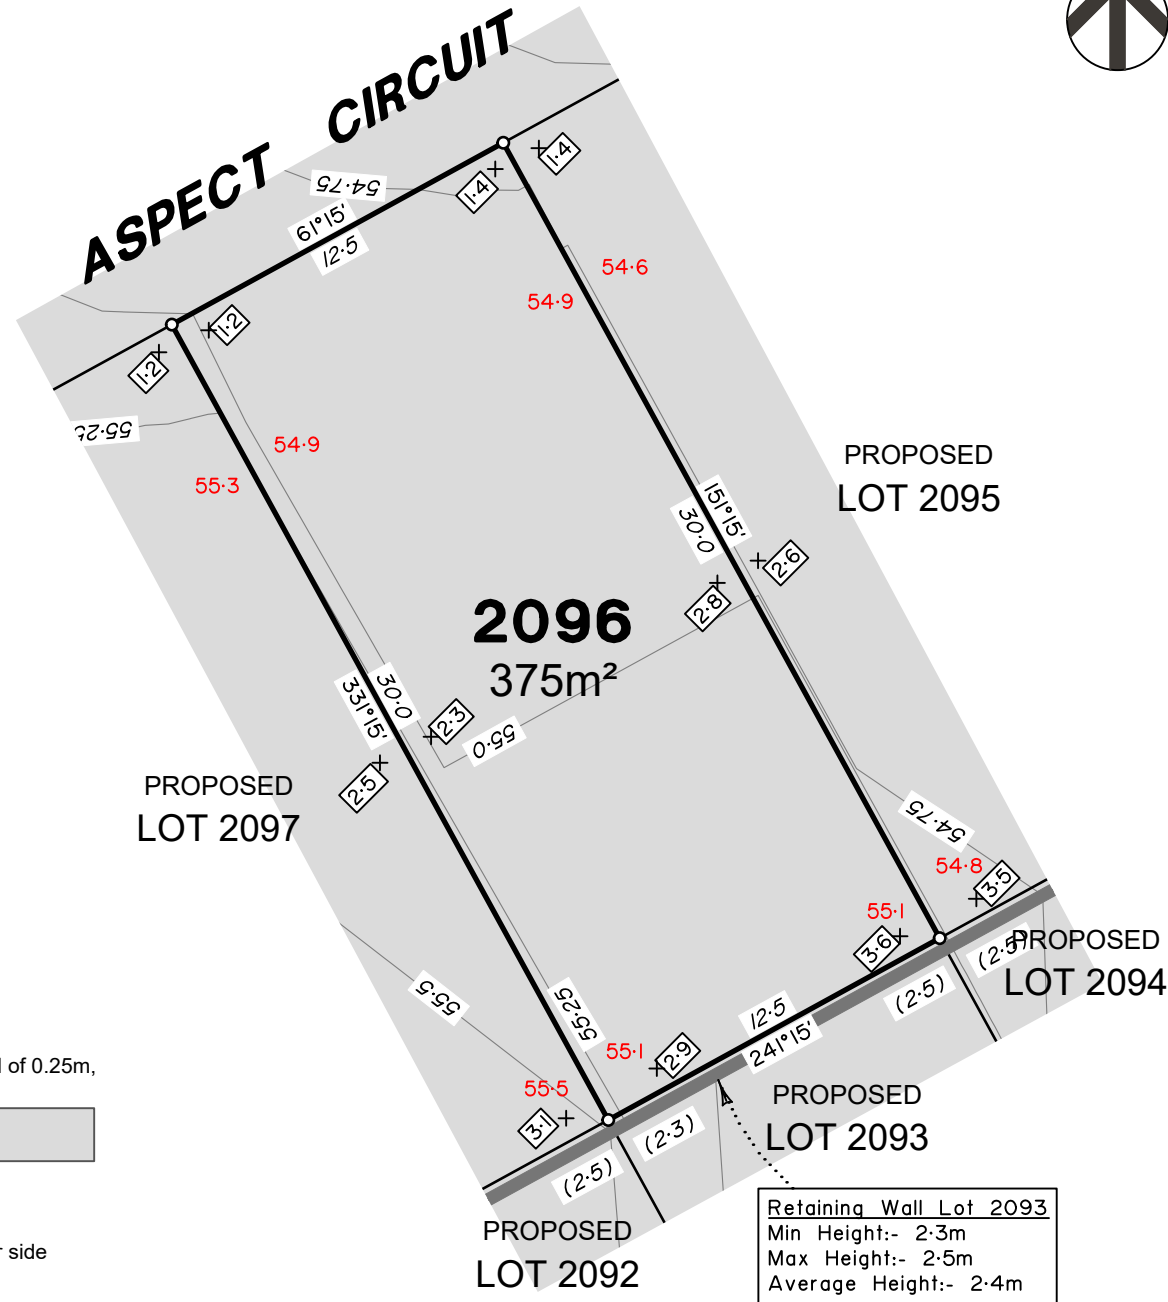 ASPECT CIRCUIT
1·4
1·4
54·75
61°15'
12·5
54·6
54·9
1·2
1·2
55·25
54·9
55·3
PROPOSED
LOT 2095
151°15'
30·0
2·6
2·8
2096
375m²
331°15'
30·0
2·3
55·0
2·5
PROPOSED
LOT 2097
54·75
54·8
3·5
55·1
3·6
(2·5)
PROPOSED
LOT 2094
(2·5)
55·5
55·25
12·5
241°15'
55·1
2·9
l of 0.25m,
55·5
3·1
PROPOSED
LOT 2093
(2·3)
(2·5)
PROPOSED
LOT 2092
r side
Retaining Wall Lot 2093
Min Height:- 2·3m
Max Height:- 2·5m
Average Height:- 2·4m